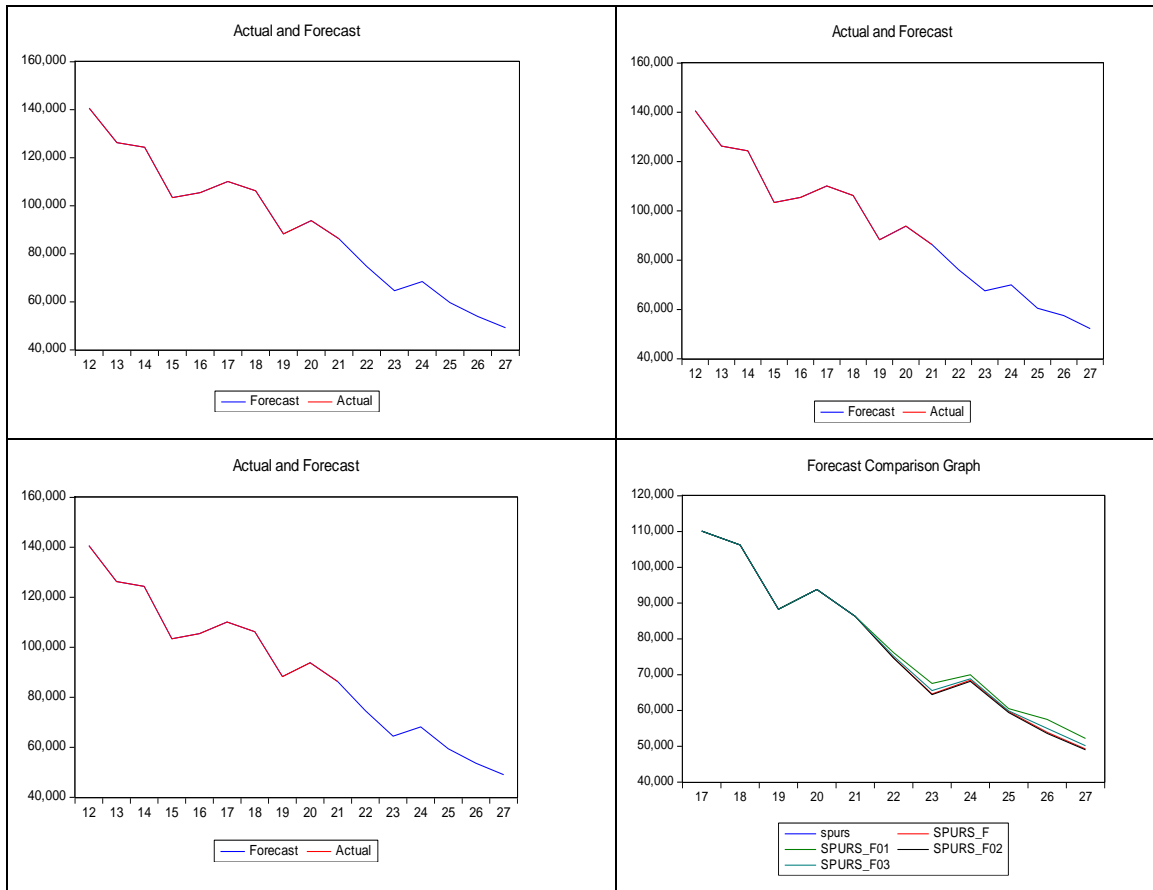 Actual and Forecast
160,000
140,000
120,000
100,000
80,000
60,000
40,000
12 13 14 15 16 17 18 19 20 21 22 23 24 25 26 27
Forecast Actual
Actual and Forecast
160,000
140,000
120,000
100,000
80,000
60,000
40,000
12 13 14 15 16 17 18 19 20 21 22 23 24 25 26 27
Forecast Actual
Actual and Forecast
160,000
140,000
120,000
100,000
80,000
60,000
40,000
12 13 14 15 16 17 18 19 20 21 22 23 24 25 26 27
Forecast Actual
Forecast Comparison Graph
120,000
110,000
100,000
90,000
80,000
70,000
60,000
50,000
40,000
17 18 19 20 21 22 23 24 25 26 27
spurs SPURS_F
SPURS_F01 SPURS_F02
SPURS_F03